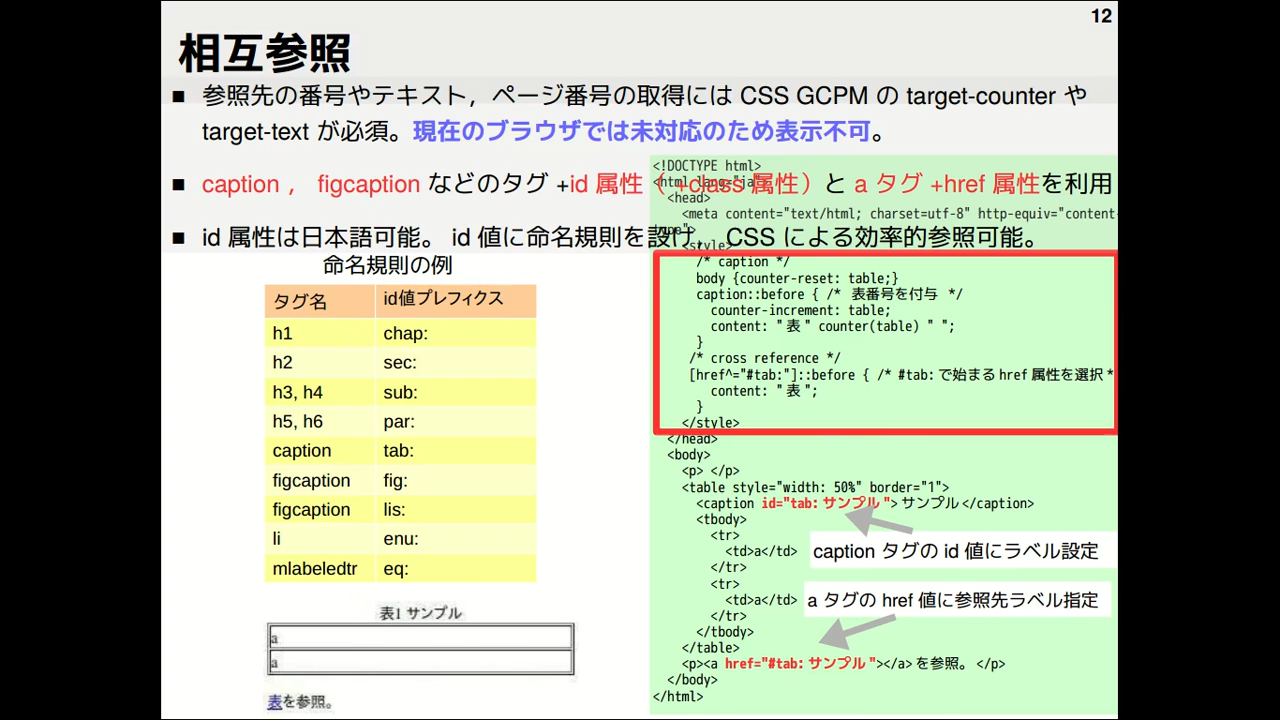 12
相互参照
■ 参照先の番号やテキスト，ページ番号の取得には CSS GCPM の target-counter や
target-text が必須。現在のブラウザでは未対応のため表示不可。
■ caption ， figcaption などのタグ +id 属性（ +class 属性）と a タグ +href 属性を利用
■ id 属性は日本語可能。 id 値に命名規則を設け， CSS による効率的参照可能。
命名規則の例
タグ名 id値プレフィクス
h1 chap:
h2 sec:
h3, h4 sub:
h5, h6 par:
caption tab:
figcaption fig:
figcaption lis:
li enu:
mlabeledtr eq:
表1 サンプル
a
a
表を参照。
<!DOCTYPE html>
<html lang="ja">
<head>
<meta content="text/html; charset=utf-8" http-equiv="content-
type">
<style>
/* caption */
body {counter-reset: table;}
caption::before { /* 表番号を付与 */
counter-increment: table;
content: " 表 " counter(table) " ";
}
/* cross reference */
[href^="#tab:"]::before { /* #tab: で始まる href 属性を選択 *
content: " 表 ";
}
</style>
</head>
<body>
<p> </p>
<table style="width: 50%" border="1">
<caption id="tab: サンプル "> サンプル </caption>
<tbody>
<tr>
<td>a</td>
caption タグの id 値にラベル設定
</tr>
<tr>
<td>a</td>
a タグの href 値に参照先ラベル指定
</tr>
</tbody>
</table>
<p><a href="#tab: サンプル "></a> を参照。 </p>
</body>
</html>